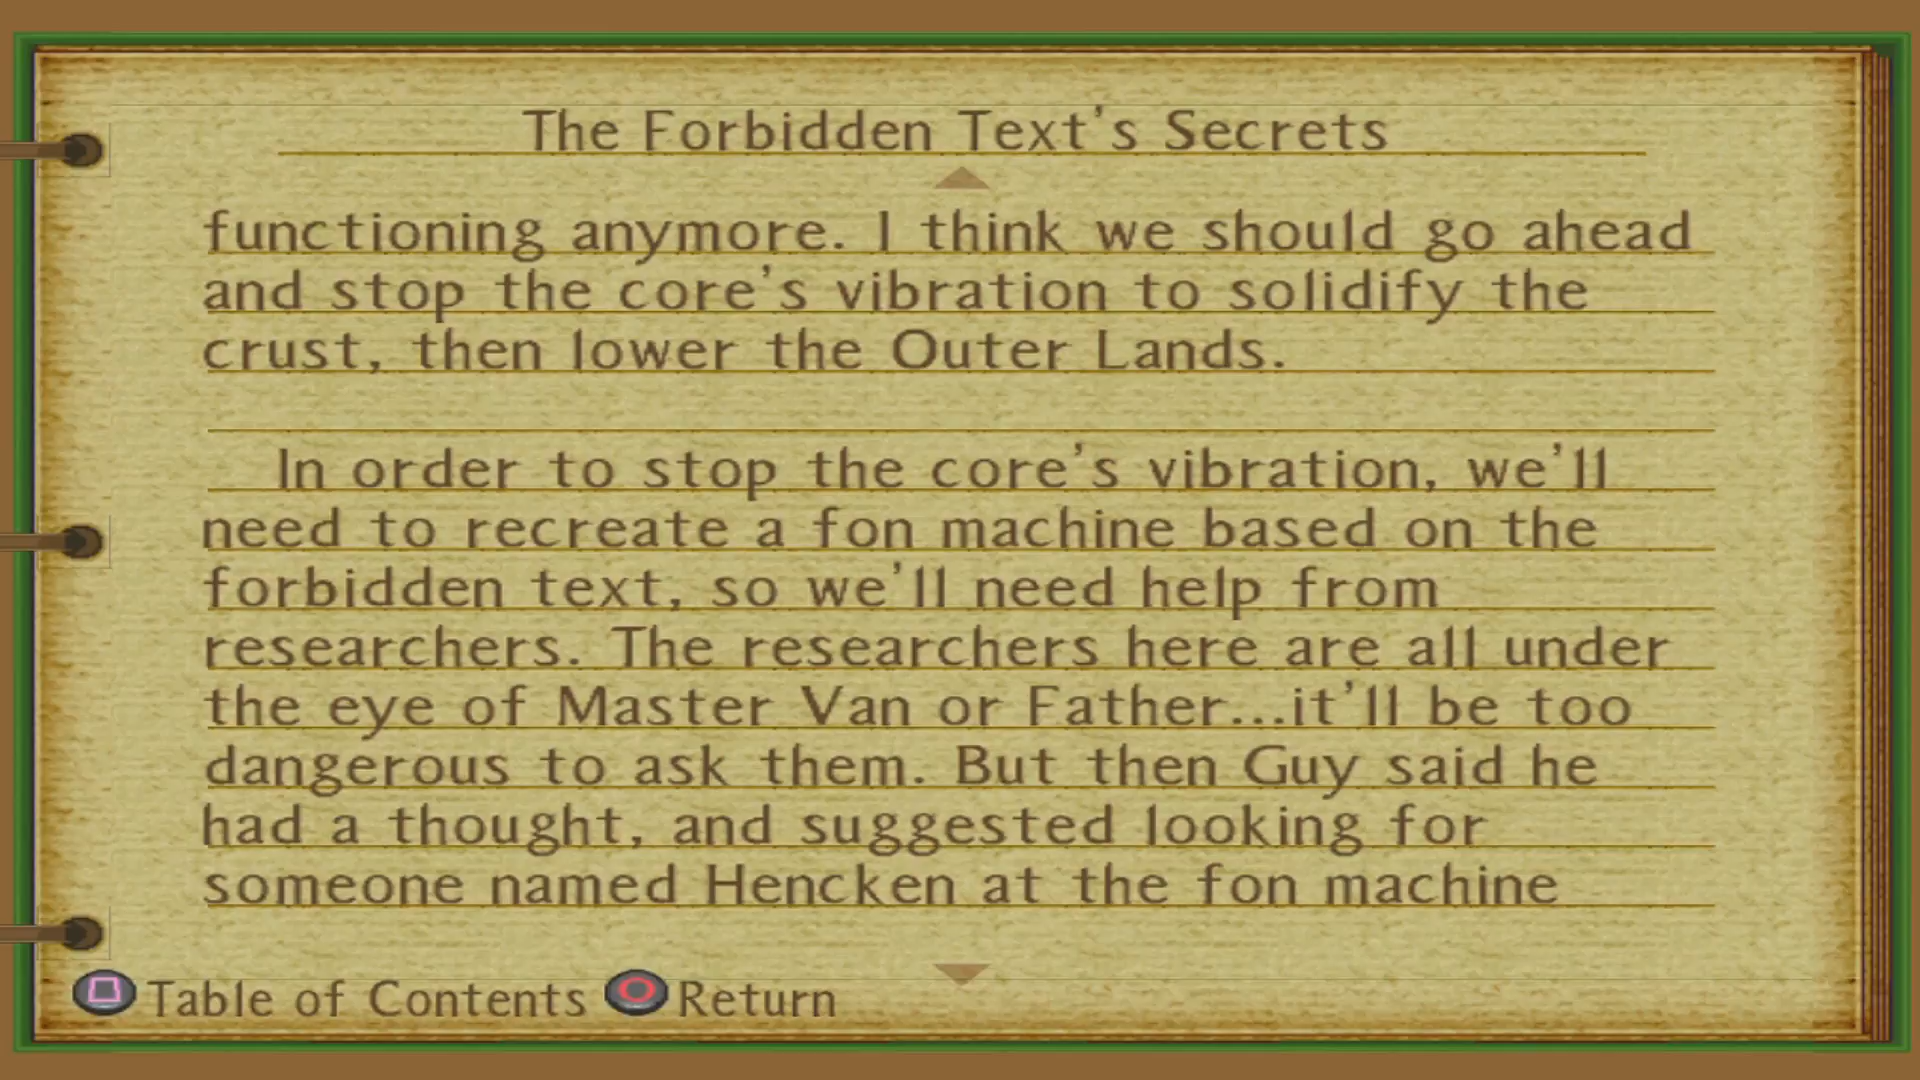 The Forbidden Text's Secrets
functioning anymore. I think we should go ahead
and stop the core's vibration to solidify the
crust, then lower the Outer Lands.
In order to stop the core's vibration, we'll
need to recreate a fon machine based on the
forbidden text, so we'll need help from
researchers. The researchers here are all under
the eye of Master Van or Father...it'll be too
dangerous to ask them. But then Guy said he
had a thought, and suggested looking for
someone named Hencken at the fon machine
Table of Contents Return